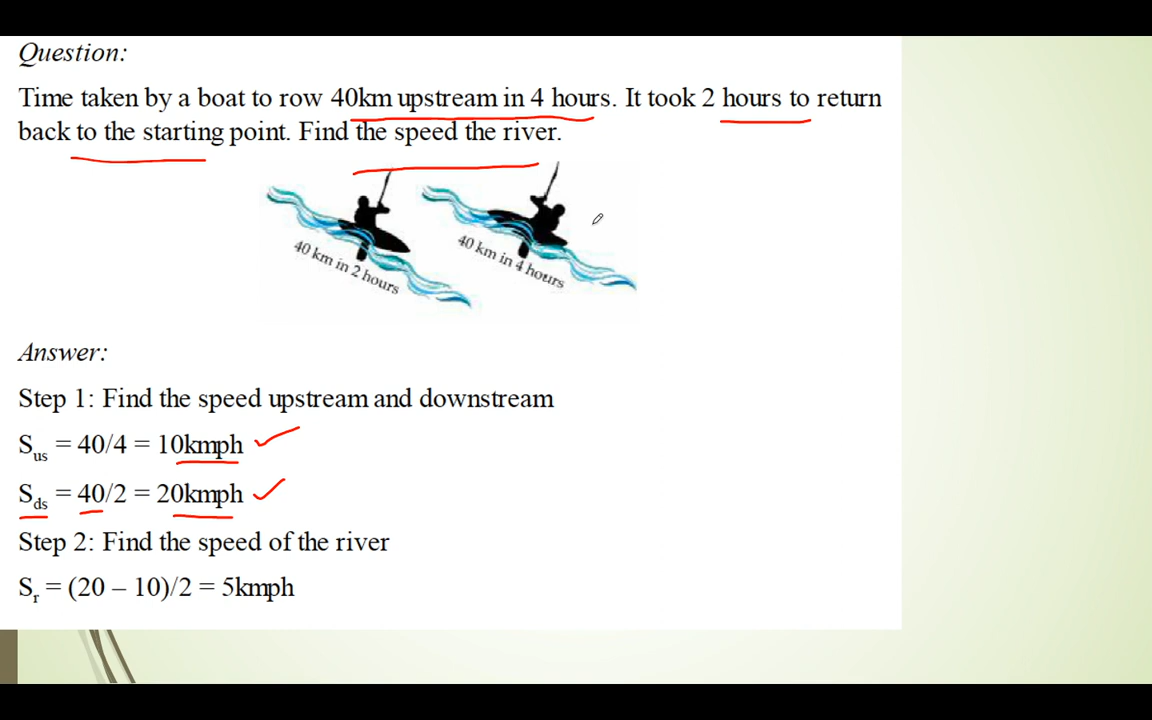 Question:
Time taken by a boat to row 40km upstream in 4 hours. It took 2 hours to return
back to the starting point. Find the speed the river.
40 km in 2 hours
40 km in 4 hours
Answer:
Step 1: Find the speed upstream and downstream
Sus = 40/4 = 10kmph
Sds = 40/2 = 20kmph
Step 2: Find the speed of the river
Sr = (20 – 10)/2 = 5kmph